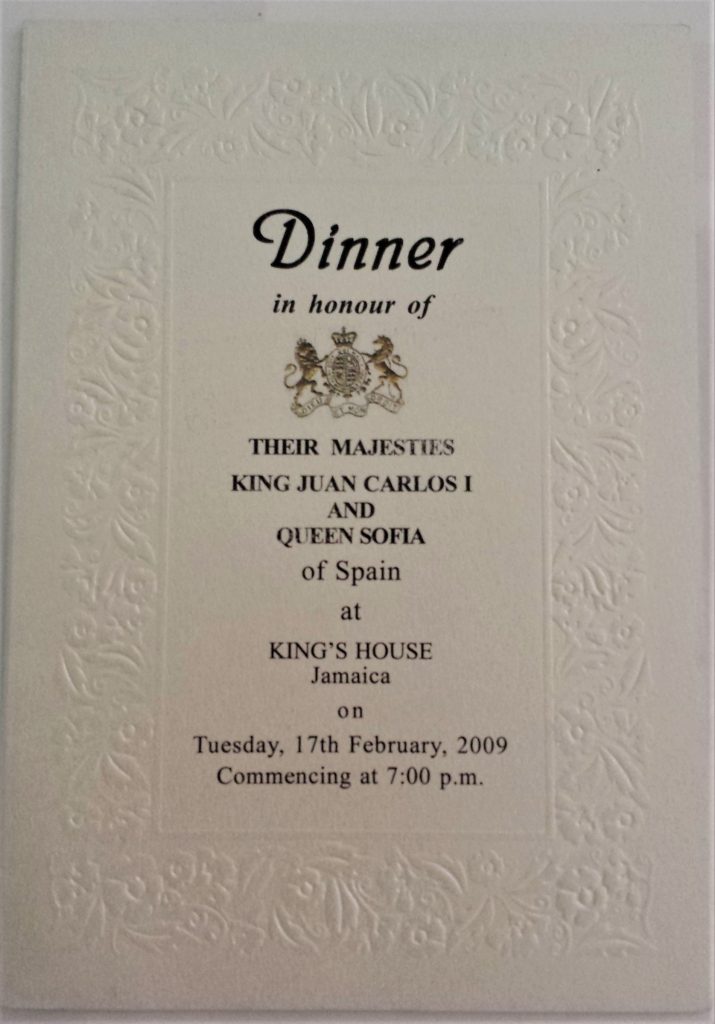 Dinner
in honour of
THEIR MAJESTIES
KING JUAN CARLOS I
AND
QUEEN SOFIA
of Spain
at
KING'S HOUSE
Jamaica
on
Tuesday, 17th February, 2009
Commencing at 7:00 p.m.